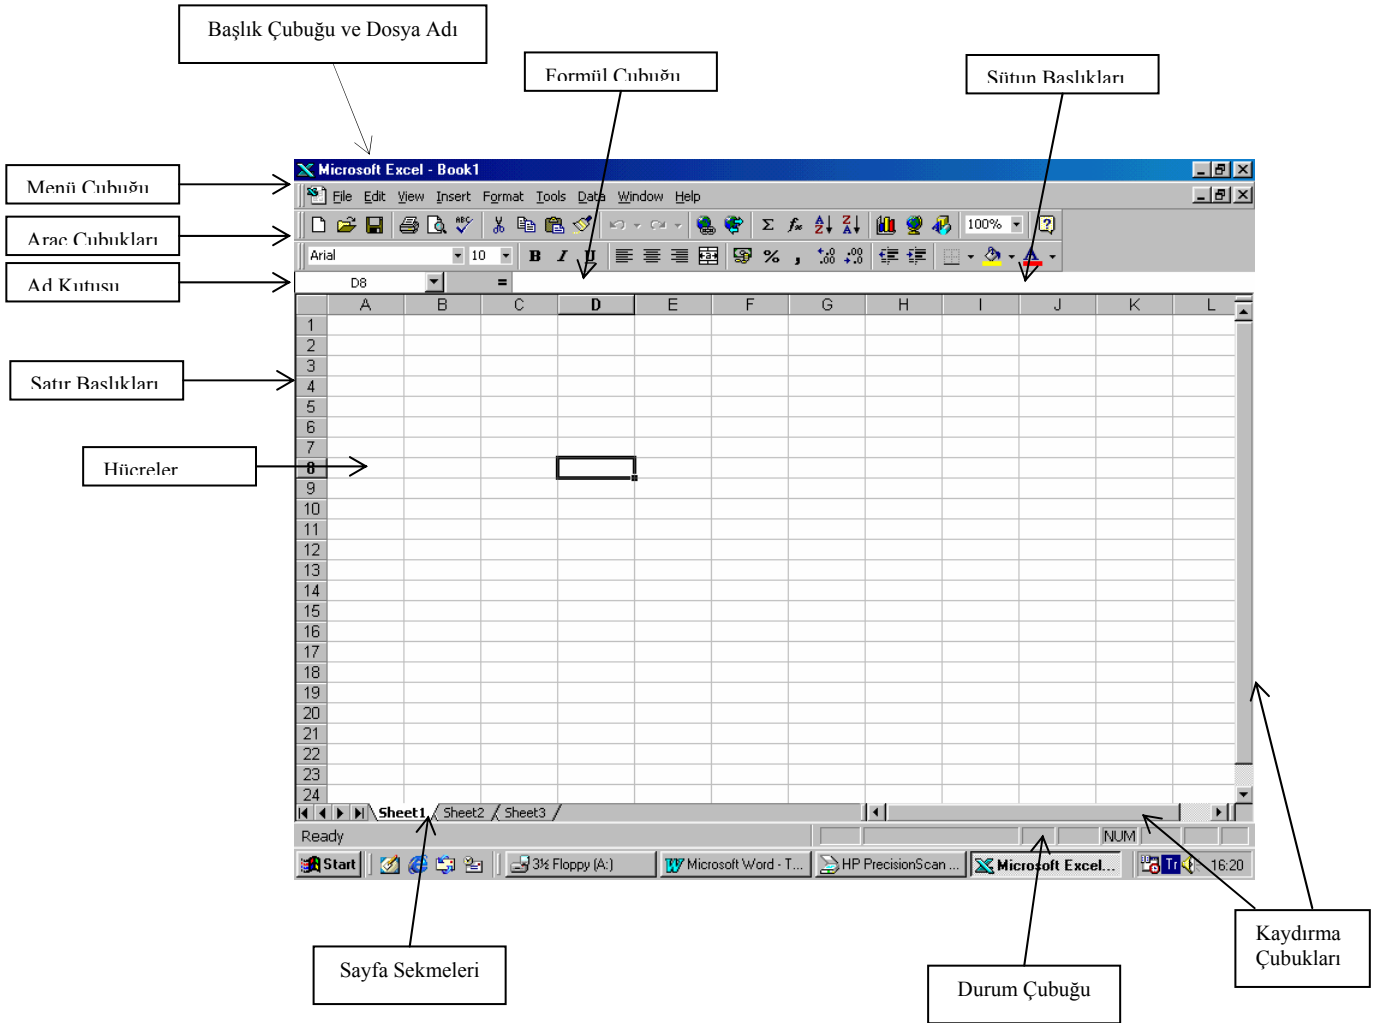 Başlık Çubuğu ve Dosya Adı
Formül Çubuğu
Sütun Başlıkları
Menü Çubuğu
Araç Çubukları
Ad Kutusu
Satır Başlıkları
Hücreler
Microsoft Excel - Book1
File Edit View Insert Format Tools Data Window Help
100%
Arial 10 B I U % ,
D8 =
A B C D E F G H I J K L
1
2
3
4
5
6
7
8
9
10
11
12
13
14
15
16
17
18
19
20
21
22
23
24
Sheet1 Sheet2 Sheet3
Ready NUM
Start 3½ Floppy (A:) Microsoft Word - T... HP PrecisionScan ... Microsoft Excel... Tr 16:20
Sayfa Sekmeleri
Durum Çubuğu
Kaydırma
Çubukları